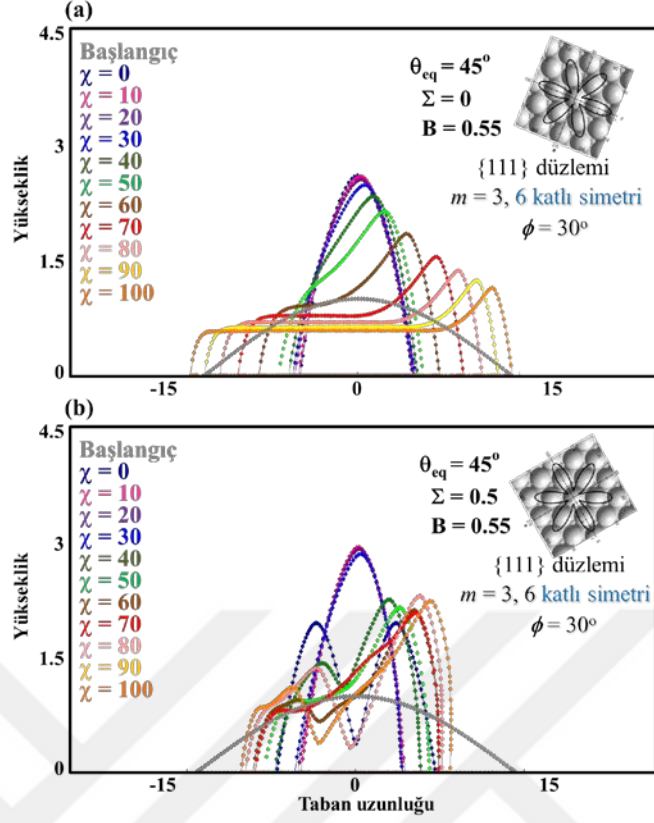 (a)
4.5
3
1.5
0
Yükseklik
Başlangıç
χ = 0
χ = 10
χ = 20
χ = 30
χ = 40
χ = 50
χ = 60
χ = 70
χ = 80
χ = 90
χ = 100
θeq = 45°
Σ = 0
B = 0.55
{111} düzlemi
m = 3, 6 katlı simetri
ϕ = 30°
-15 0 15
(b)
4.5
3
1.5
0
Yükseklik
Başlangıç
χ = 0
χ = 10
χ = 20
χ = 30
χ = 40
χ = 50
χ = 60
χ = 70
χ = 80
χ = 90
χ = 100
θeq = 45°
Σ = 0.5
B = 0.55
{111} düzlemi
m = 3, 6 katlı simetri
ϕ = 30°
-15 0 15
Taban uzunluğu